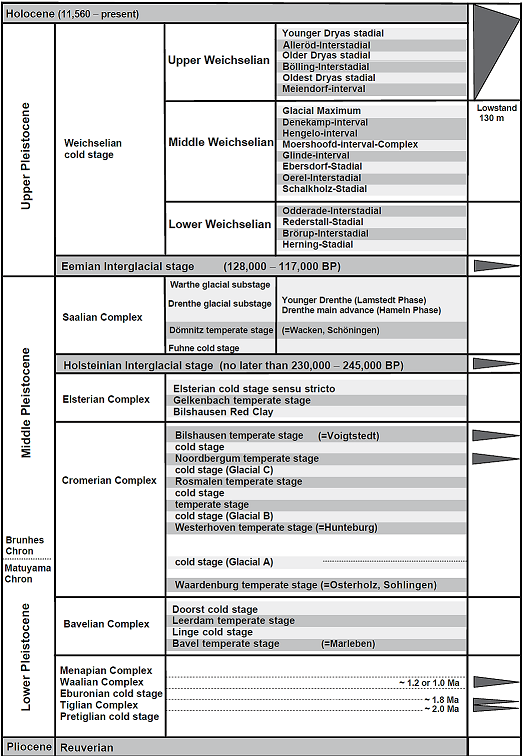 Holocene (11,560 – present)
Upper Pleistocene
Weichselian
cold stage
Upper Weichselian
Younger Dryas stadial
Alleröd-Interstadial
Older Dryas stadial
Bölling-Interstadial
Oldest Dryas stadial
Meiendorf-interval
Middle Weichselian
Glacial Maximum
Denekamp-interval
Hengelo-interval
Moershoofd-interval-Complex
Glinde-interval
Ebersdorf-Stadial
Oerel-Interstadial
Schalkholz-Stadial
Lowstand
130 m
Lower Weichselian
Odderade-Interstadial
Rederstall-Stadial
Brörup-Interstadial
Herning-Stadial
Eemian Interglacial stage (128,000 – 117,000 BP)
Middle Pleistocene
Saalian Complex
Warthe glacial substage
Drenthe glacial substage
Younger Drenthe (Lamstedt Phase)
Drenthe main advance (Hameln Phase)
Dömnitz temperate stage (=Wacken, Schöningen)
Fuhne cold stage
Holsteinian Interglacial stage (no later than 230,000 – 245,000 BP)
Elsterian Complex
Elsterian cold stage sensu stricto
Gelkenbach temperate stage
Bilshausen Red Clay
Cromerian Complex
Bilshausen temperate stage (=Voigtstedt)
cold stage
Noordbergum temperate stage
cold stage (Glacial C)
Rosmalen temperate stage
cold stage
temperate stage
cold stage (Glacial B)
Westerhoven temperate stage (=Hunteburg)
cold stage (Glacial A)
Waardenburg temperate stage (=Osterholz, Sohlingen)
Brunhes
Chron
Matuyama
Chron
Lower Pleistocene
Bavelian Complex
Doorst cold stage
Leerdam temperate stage
Linge cold stage
Bavel temperate stage (=Marleben)
Menapian Complex
Waalian Complex ~ 1.2 or 1.0 Ma
Eburonian cold stage
Tiglian Complex ~ 1.8 Ma
~ 2.0 Ma
Pretiglian cold stage
Pliocene Reuverian